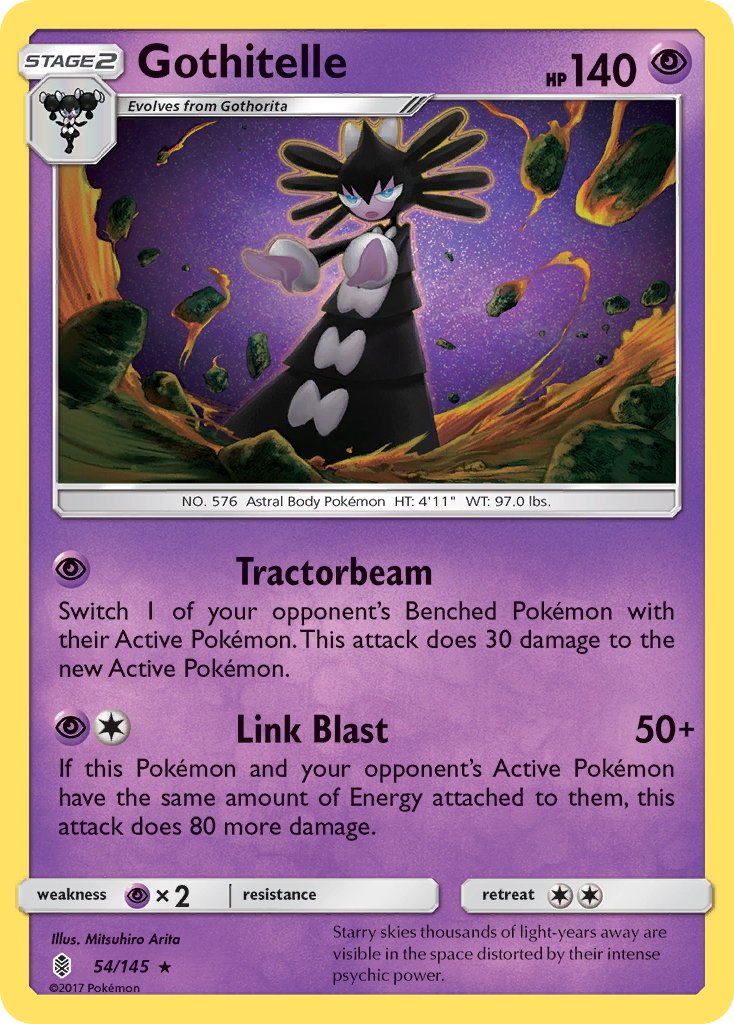 STAGE 2 Gothitelle HP 140
Evolves from Gothorita
NO. 576 Astral Body Pokémon HT: 4'11" WT: 97.0 lbs.
Tractorbeam
Switch 1 of your opponent's Benched Pokémon with
their Active Pokémon. This attack does 30 damage to the
new Active Pokémon.
Link Blast 50+
If this Pokémon and your opponent's Active Pokémon
have the same amount of Energy attached to them, this
attack does 80 more damage.
weakness ×2 resistance retreat
Illus. Mitsuhiro Arita
54/145 ★
©2017 Pokémon
Starry skies thousands of light-years away are
visible in the space distorted by their intense
psychic power.